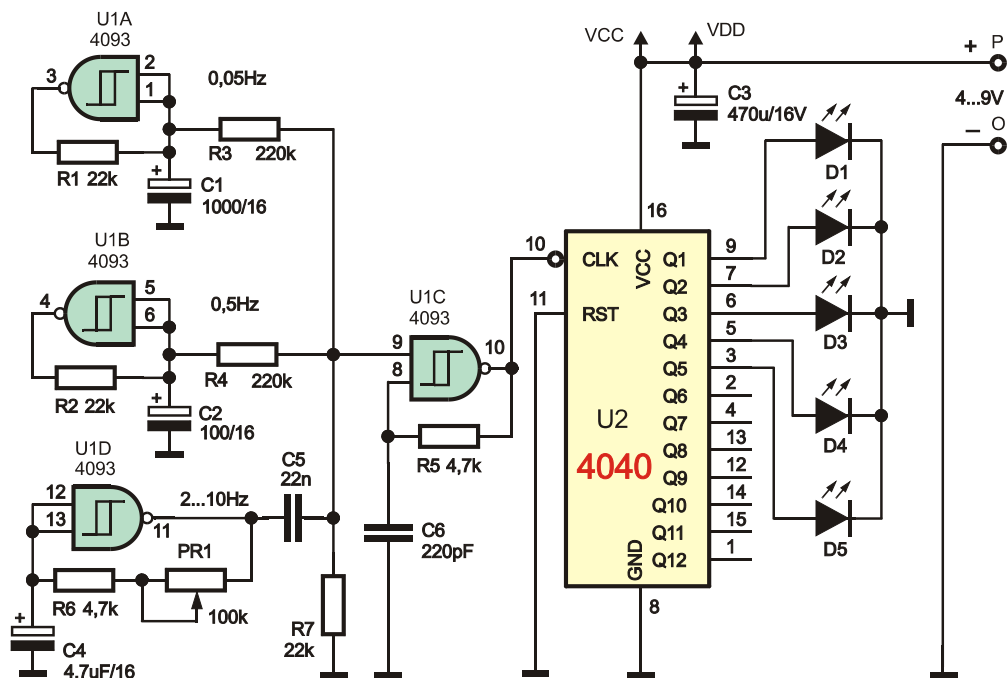 U1A
4093
3
2
1
0,05Hz
R1 22k
R3 220k
+
C1
1000/16
U1B
4093
4
5
6
0,5Hz
R2 22k
R4 220k
+
C2
100/16
U1D
4093
12
13
11
2...10Hz
C5
22n
PR1
R6 4,7k
100k
+
C4
4,7uF/16
R7
22k
U1C
4093
9
8
10
R5 4,7k
C6
220pF
VCC
VDD
+
C3
470u/16V
+ P
4...9V
– O
16
10
CLK
VCC
11
RST
U2
4040
GND
8
Q1 9
Q2 7
Q3 6
Q4 5
Q5 3
Q6 2
Q7 4
Q8 13
Q9 12
Q10 14
Q11 15
Q12 1
D1
D2
D3
D4
D5